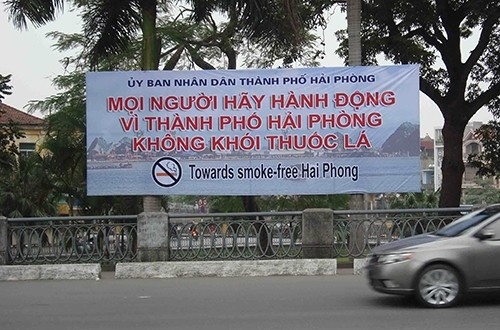 ỦY BAN NHÂN DÂN THÀNH PHỐ HẢI PHÒNG
MỌI NGƯỜI HÃY HÀNH ĐỘNG
VÌ THÀNH PHỐ HẢI PHÒNG
KHÔNG KHÓI THUỐC LÁ
Towards smoke-free Hai Phong